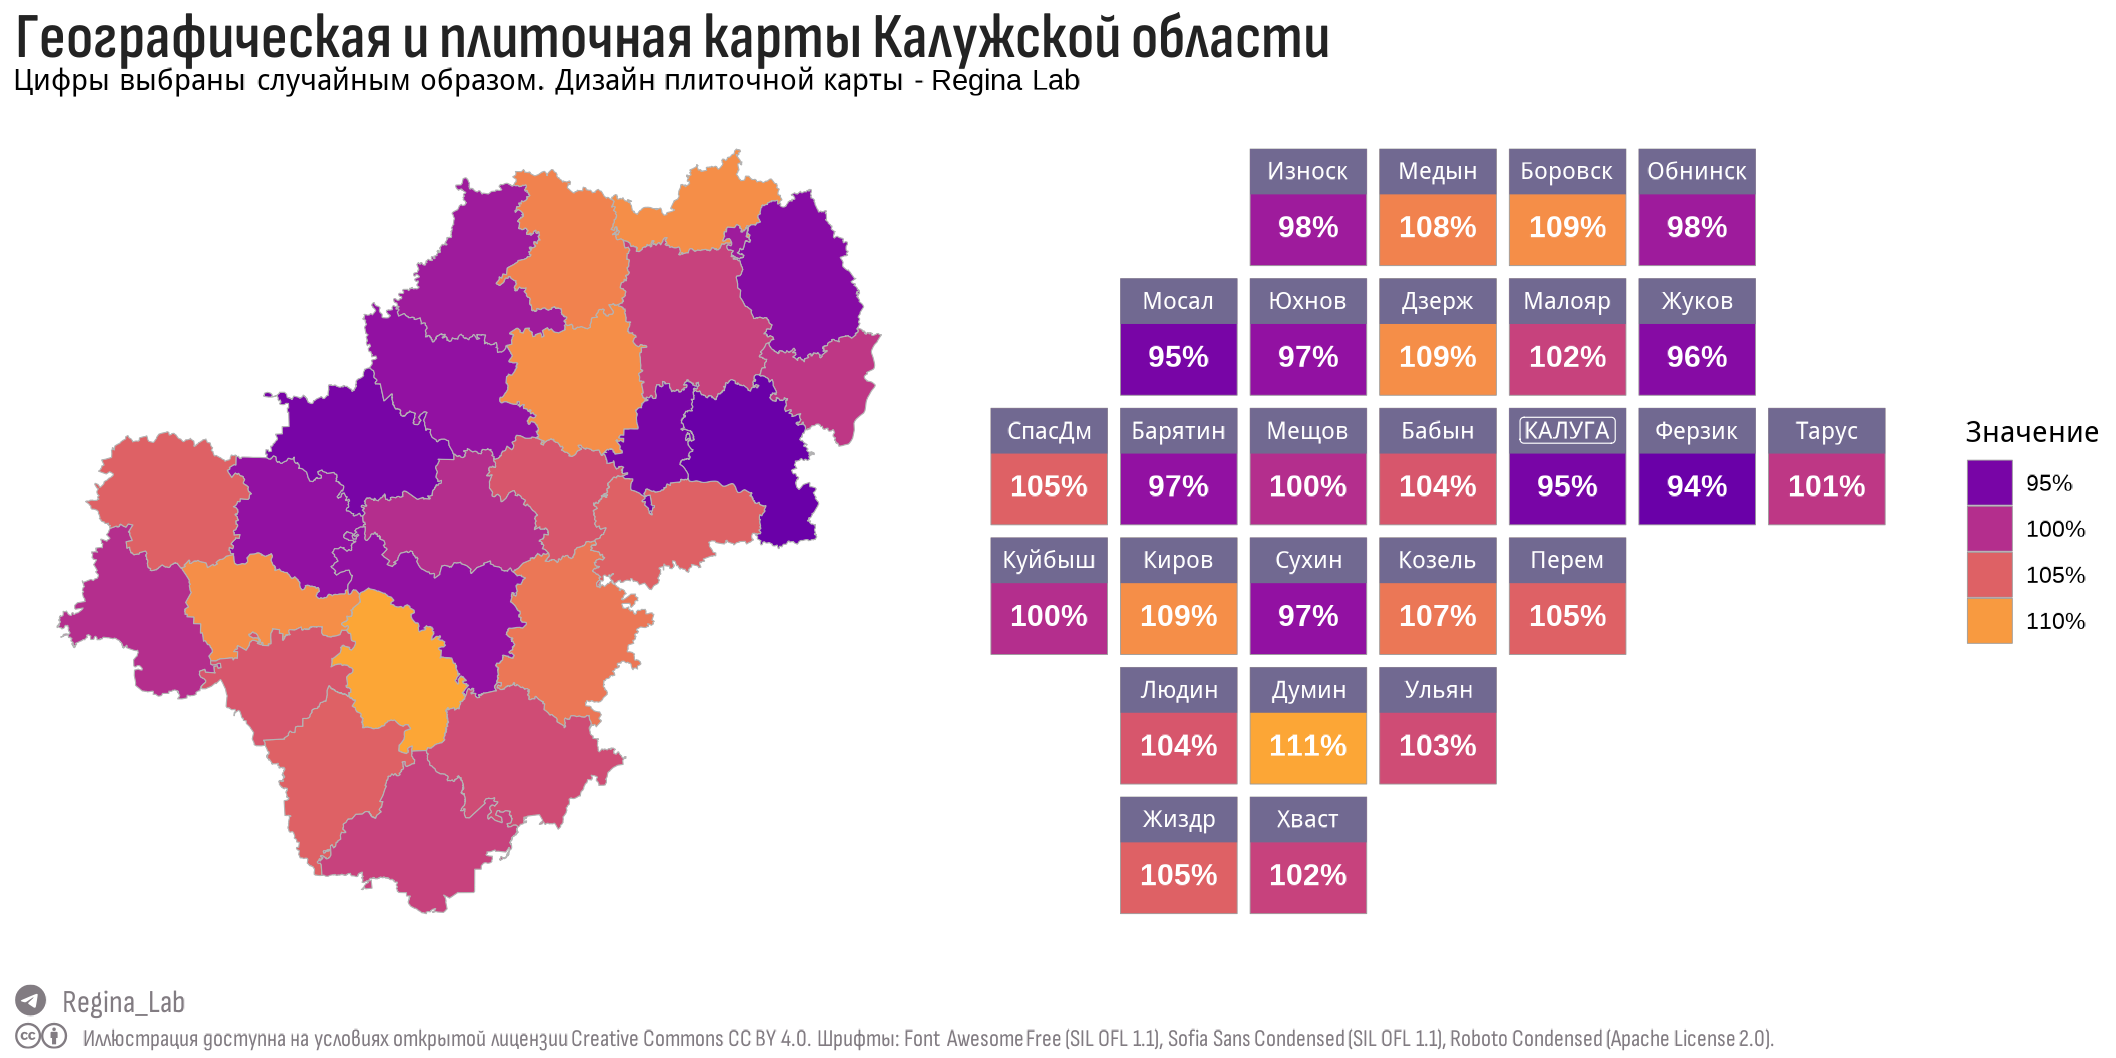 Географическая и плиточная карты Калужской области
Цифры выбраны случайным образом. Дизайн плиточной карты - Regina Lab
Износк Медын Боровск Обнинск
98% 108% 109% 98%
Мосал Юхнов Дзерж Малояр Жуков
95% 97% 109% 102% 96%
СпасДм Барятин Мещов Бабын КАЛУГА Ферзик Тарус
105% 97% 100% 104% 95% 94% 101%
Куйбыш Киров Сухин Козель Перем
100% 109% 97% 107% 105%
Людин Думин Ульян
104% 111% 103%
Жиздр Хваст
105% 102%
Значение
95%
100%
105%
110%
Regina_Lab
Иллюстрация доступна на условиях открытой лицензии Creative Commons CC BY 4.0. Шрифты: Font Awesome Free (SIL OFL 1.1), Sofia Sans Condensed (SIL OFL 1.1), Roboto Condensed (Apache License 2.0).